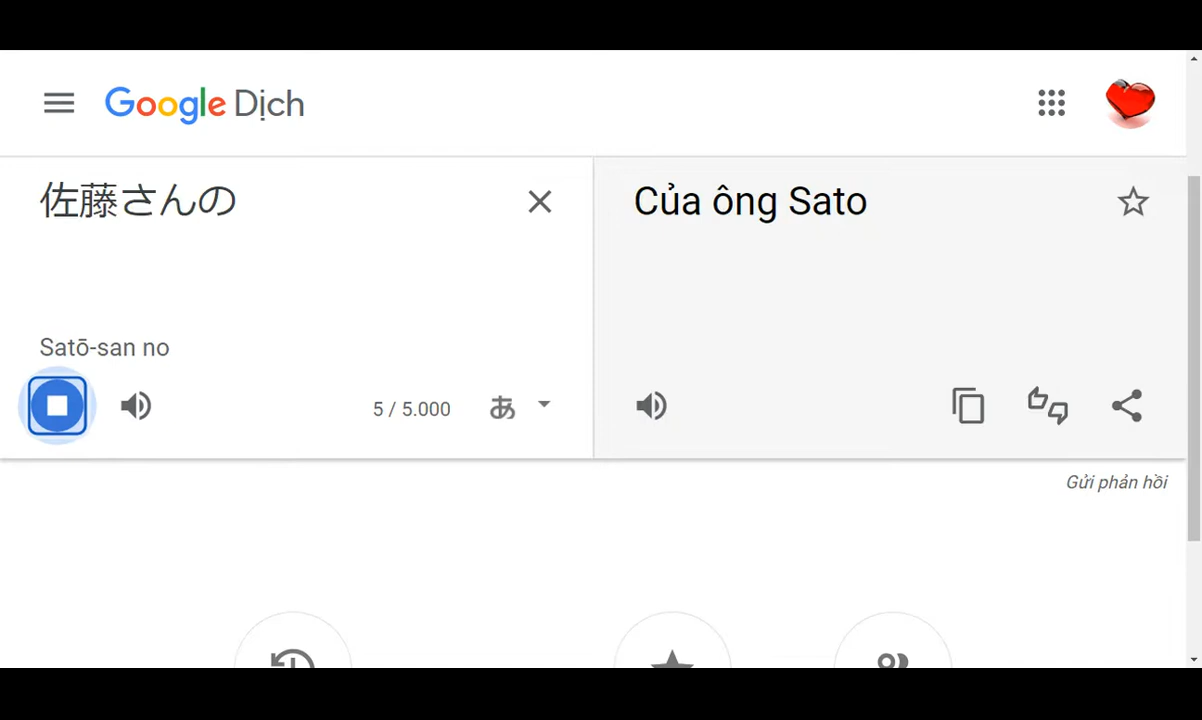 Google Dịch
佐藤さんの
Của ông Sato
Satō-san no
5 / 5.000
あ
Gửi phản hồi